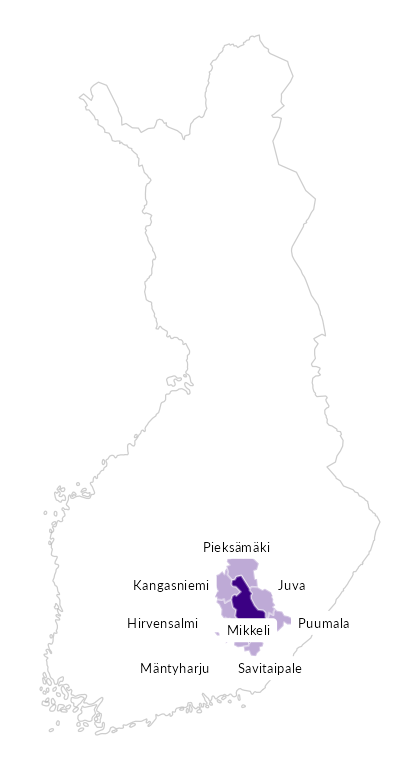 Pieksämäki
Kangasniemi
Juva
Hirvensalmi
Puumala
Mikkeli
Mäntyharju
Savitaipale